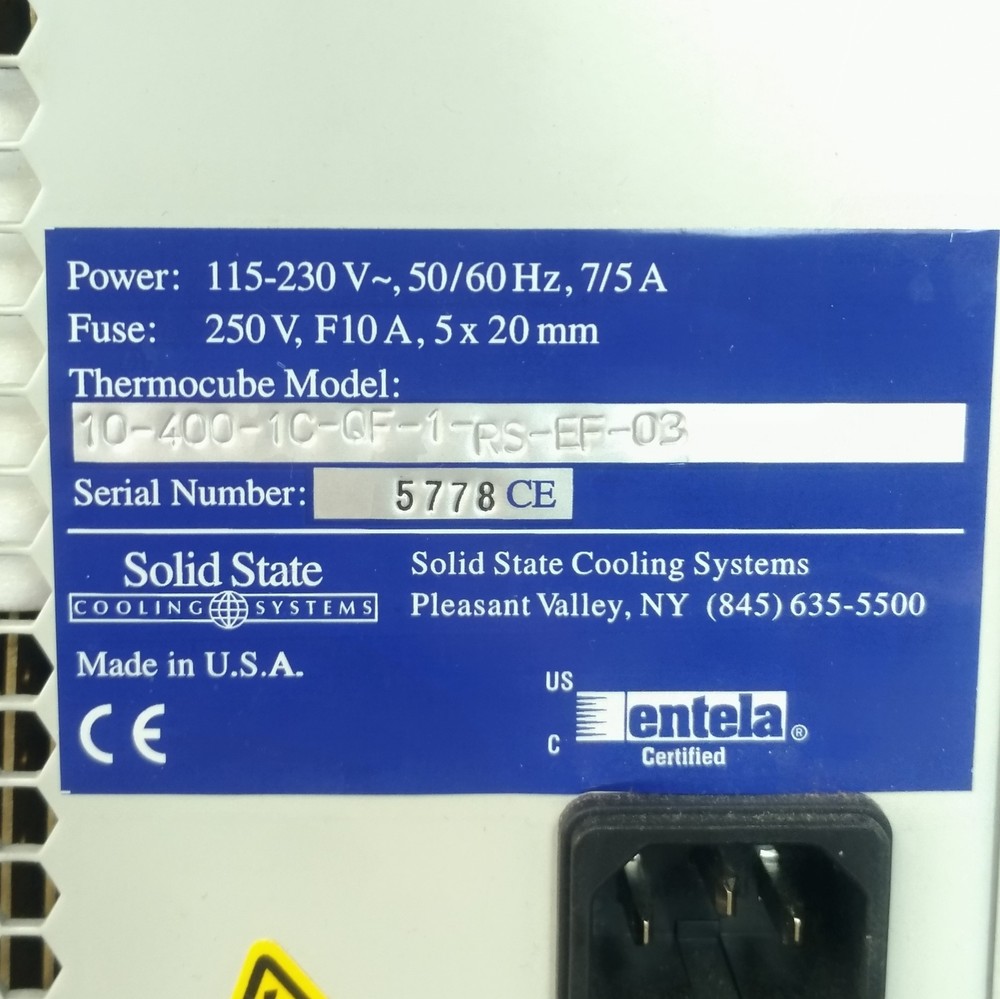 Power: 115-230 V~, 50/60 Hz, 7/5 A
Fuse: 250 V, F10 A, 5 x 20 mm
Thermocube Model:
10-400-1C-QF-1-RS-EF-03
Serial Number: 5778 CE
Solid State
COOLING SYSTEMS
Solid State Cooling Systems
Pleasant Valley, NY (845) 635-5500
Made in U.S.A.
CE
US
C
entela®
Certified